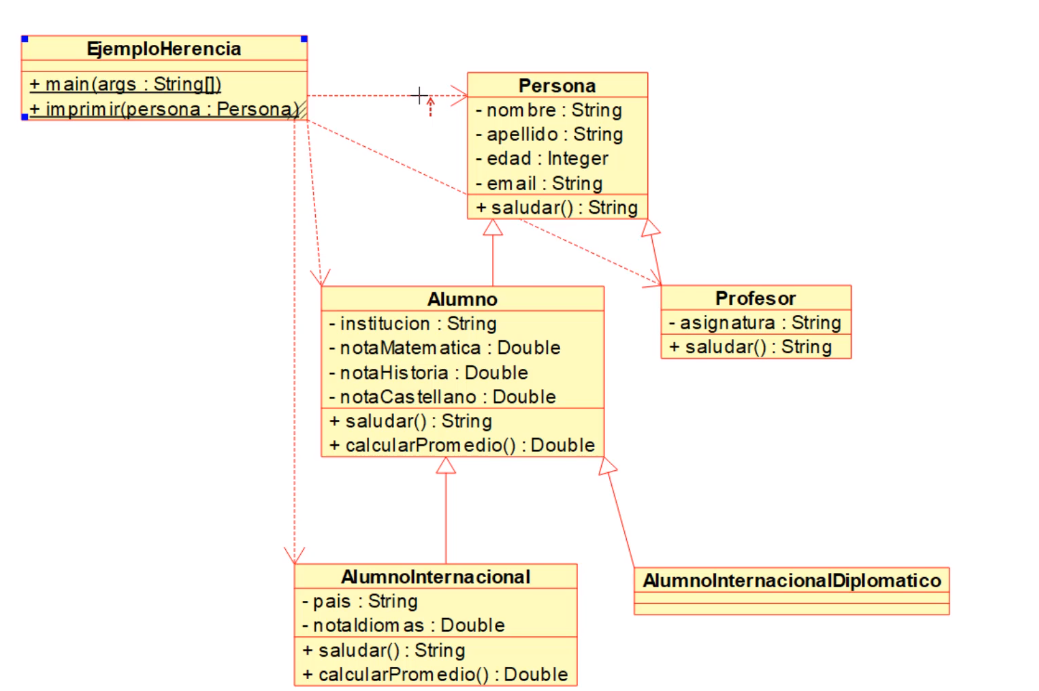 EjemploHerencia
+ main(args : String[])
+ imprimir(persona : Persona)
Persona
- nombre : String
- apellido : String
- edad : Integer
- email : String
+ saludar() : String
Alumno
- institucion : String
- notaMatematica : Double
- notaHistoria : Double
- notaCastellano : Double
+ saludar() : String
+ calcularPromedio() : Double
Profesor
- asignatura : String
+ saludar() : String
AlumnoInternacional
- pais : String
- notaIdiomas : Double
+ saludar() : String
+ calcularPromedio() : Double
AlumnoInternacionalDiplomatico